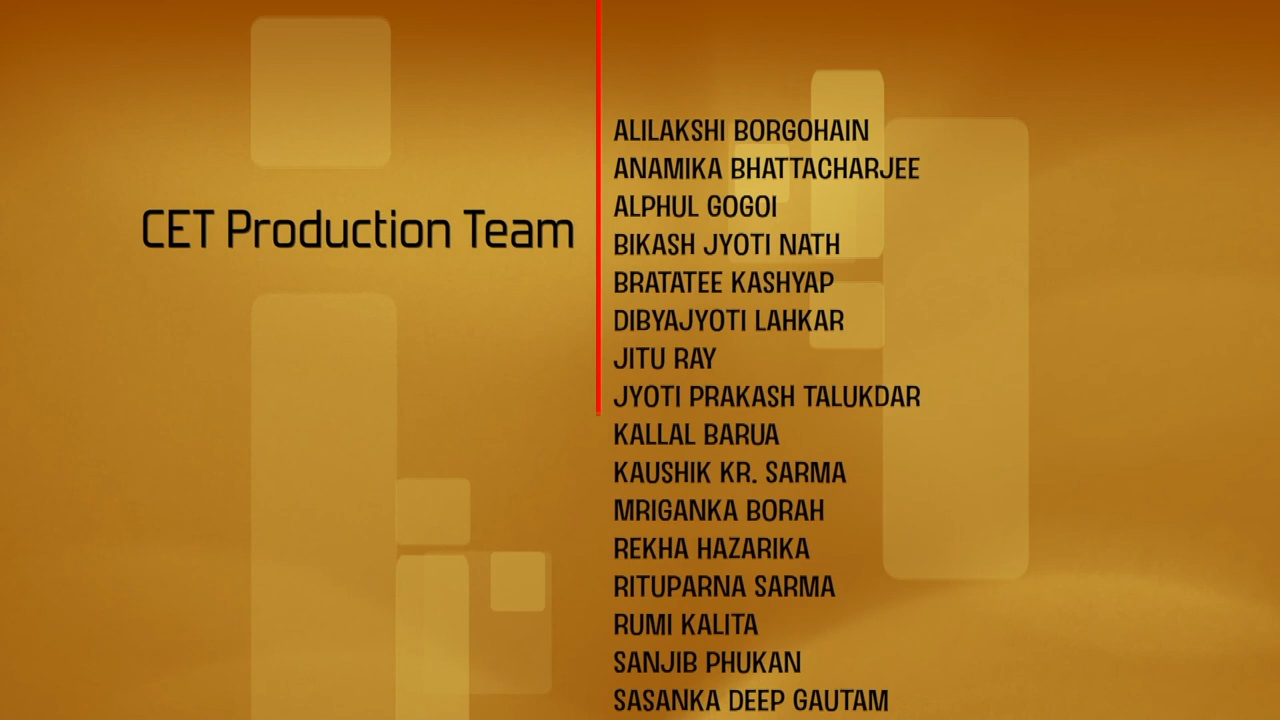 CET Production Team
ALILAKSHI BORGOHAIN
ANAMIKA BHATTACHARJEE
ALPHUL GOGOI
BIKASH JYOTI NATH
BRATATEE KASHYAP
DIBYAJYOTI LAHKAR
JITU RAY
JYOTI PRAKASH TALUKDAR
KALLAL BARUA
KAUSHIK KR. SARMA
MRIGANKA BORAH
REKHA HAZARIKA
RITUPARNA SARMA
RUMI KALITA
SANJIB PHUKAN
SASANKA DEEP GAUTAM